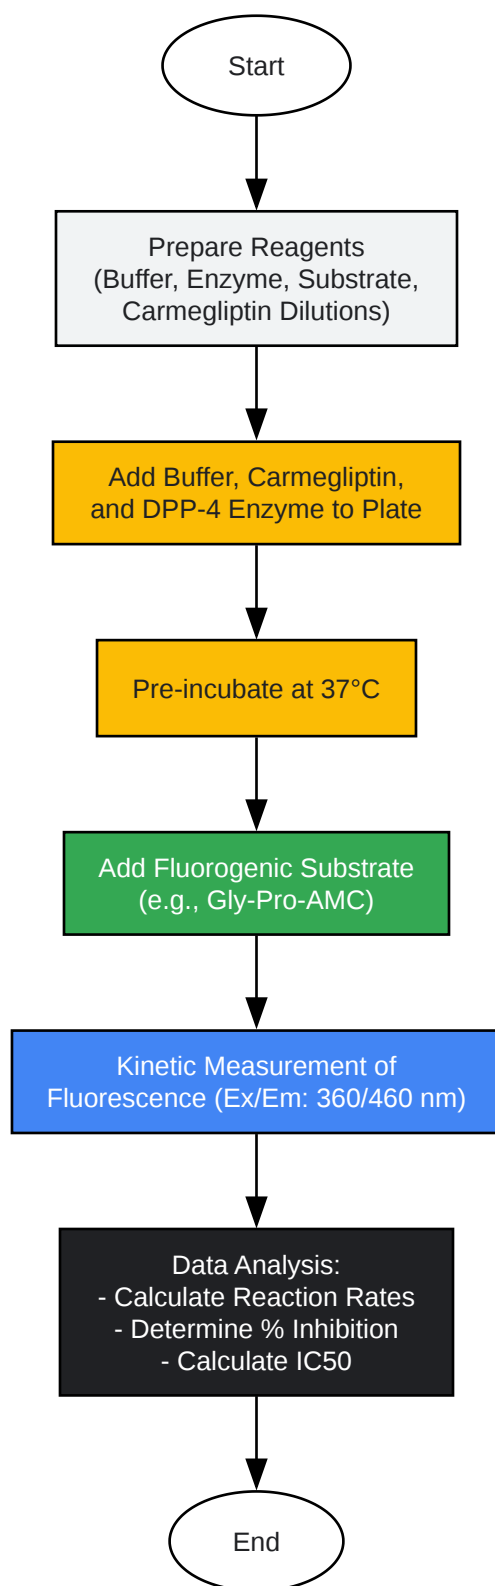 Start
Prepare Reagents
(Buffer, Enzyme, Substrate,
Carmegliptin Dilutions)
Add Buffer, Carmegliptin,
and DPP-4 Enzyme to Plate
Pre-incubate at 37°C
Add Fluorogenic Substrate
(e.g., Gly-Pro-AMC)
Kinetic Measurement of
Fluorescence (Ex/Em: 360/460 nm)
Data Analysis:
- Calculate Reaction Rates
- Determine % Inhibition
- Calculate IC50
End